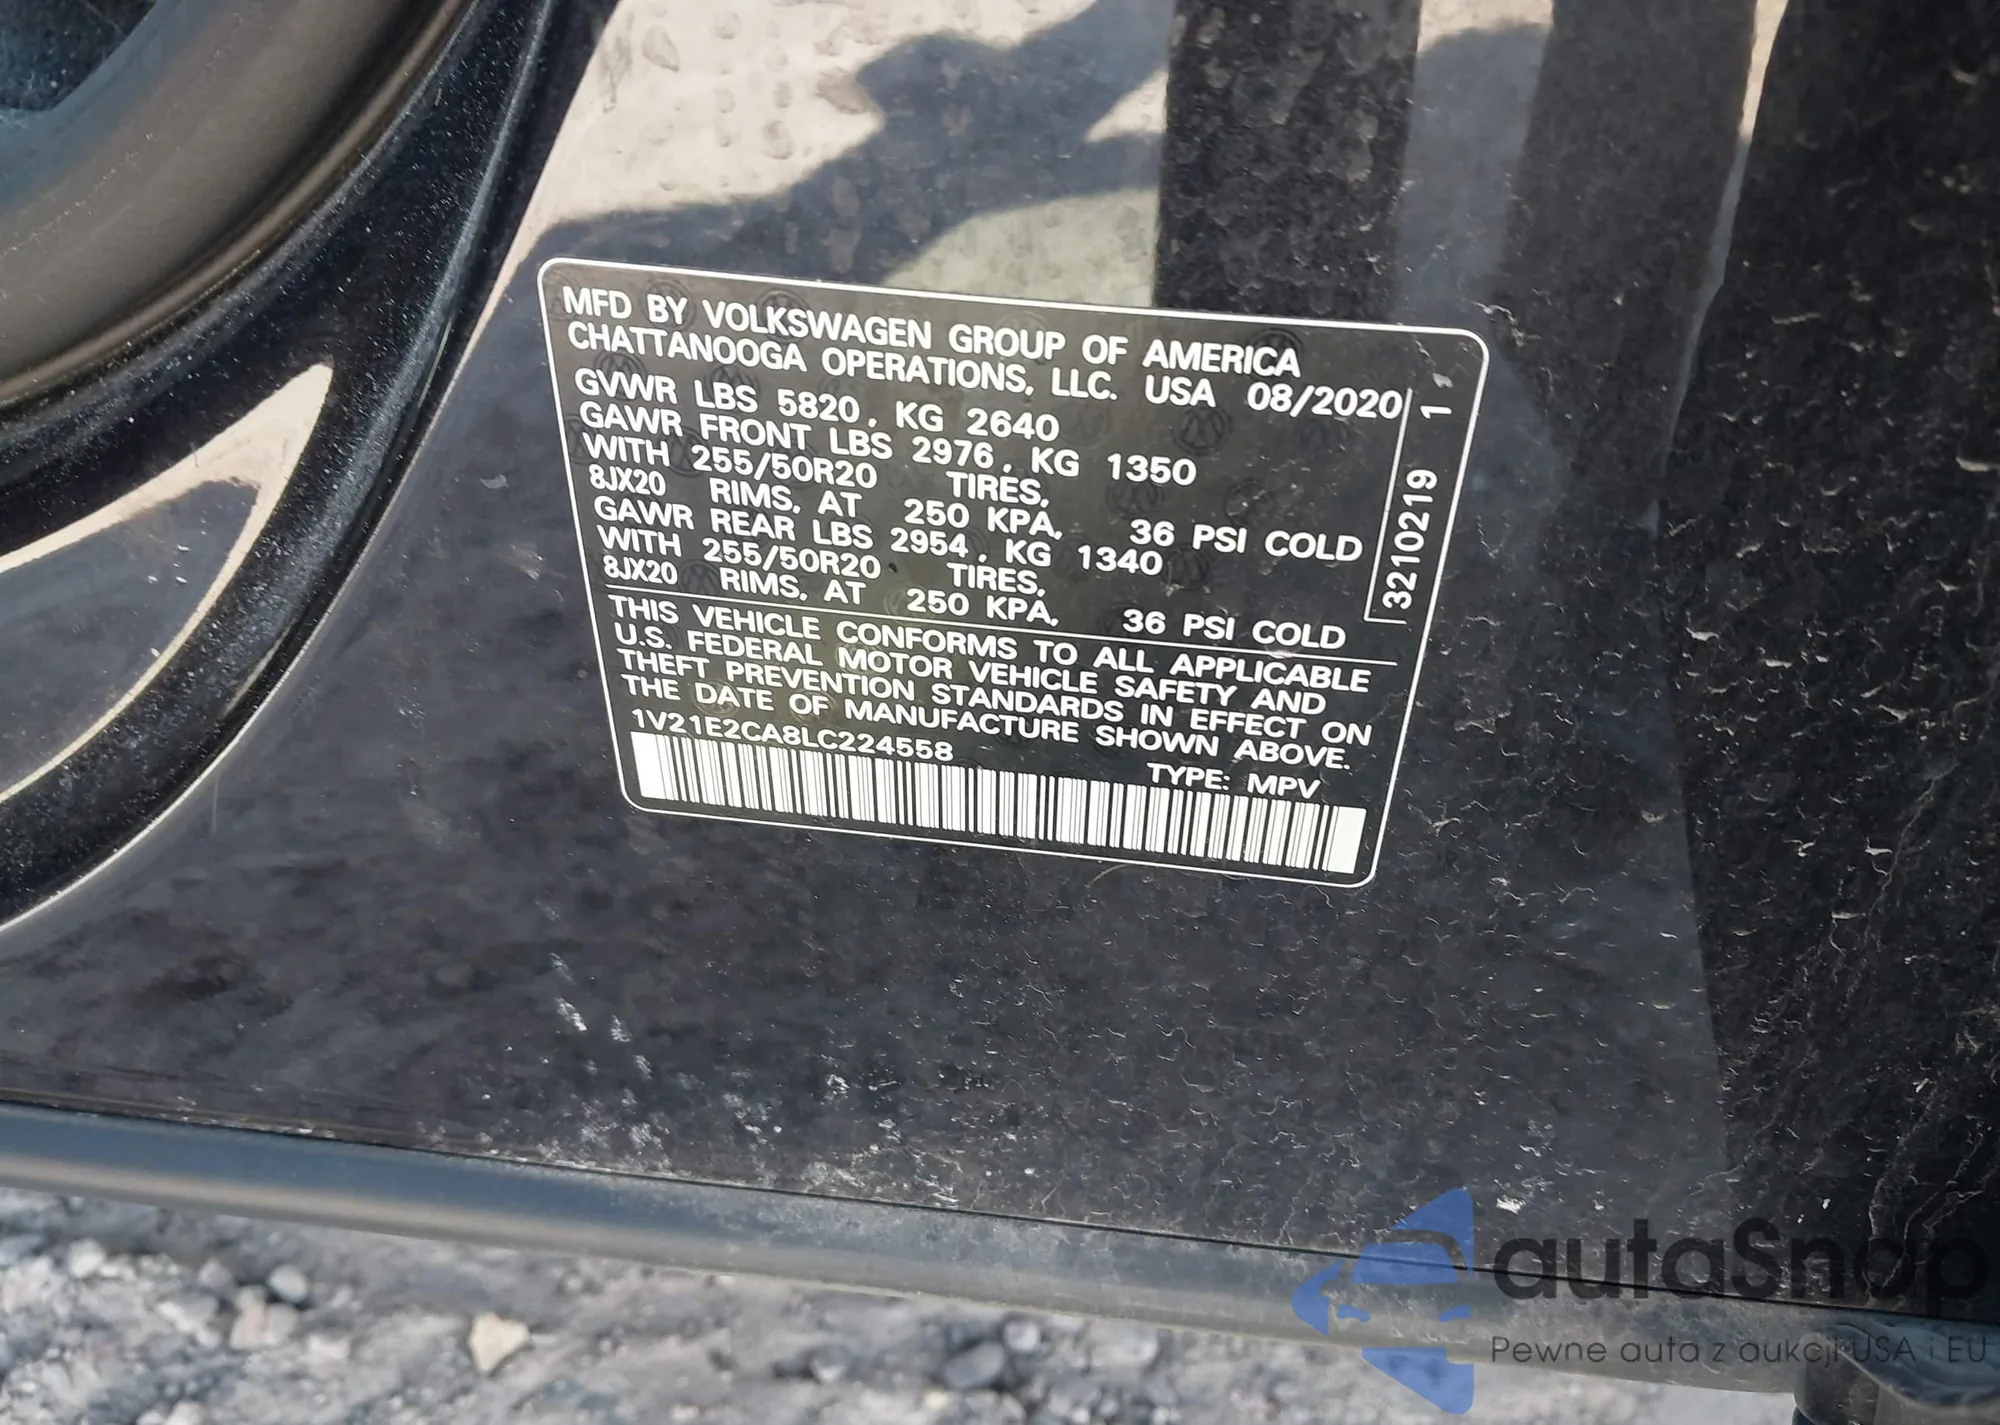 MFD BY VOLKSWAGEN GROUP OF AMERICA
CHATTANOOGA OPERATIONS, LLC. USA 08/2020
GVWR LBS 5820, KG 2640
GAWR FRONT LBS 2976, KG 1350
WITH 255/50R20 TIRES,
8JX20 RIMS, AT 250 KPA, 36 PSI COLD
GAWR REAR LBS 2954, KG 1340
WITH 255/50R20 TIRES,
8JX20 RIMS, AT 250 KPA, 36 PSI COLD
THIS VEHICLE CONFORMS TO ALL APPLICABLE
U.S. FEDERAL MOTOR VEHICLE SAFETY AND
THEFT PREVENTION STANDARDS IN EFFECT ON
THE DATE OF MANUFACTURE SHOWN ABOVE.
1V21E2CA8LC224558 TYPE: MPV
32102191 1
autaSnap
Pewne auta z aukcji USA i EU